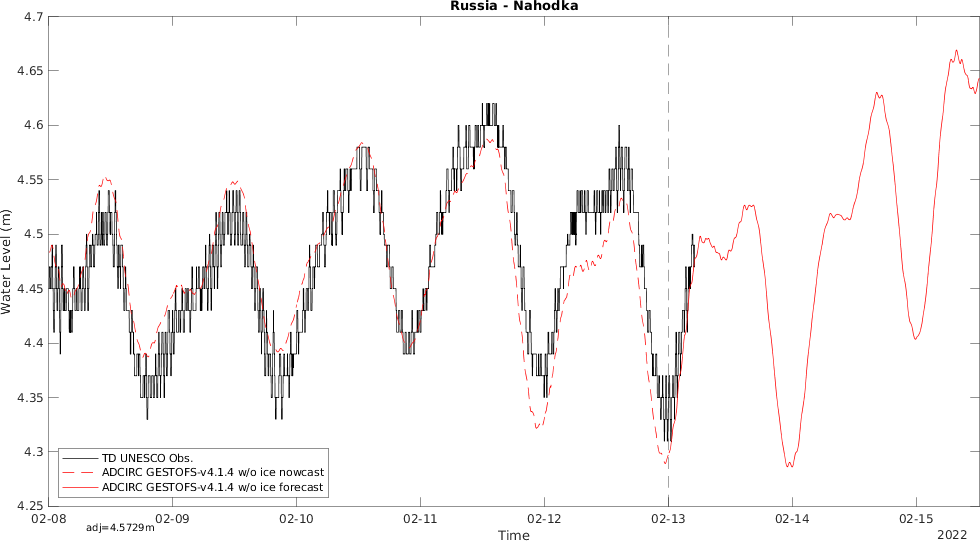 Russia - Nahodka
4.7
4.65
4.6
4.55
4.5
4.45
4.4
4.35
4.3
4.25
Water Level (m)
TD UNESCO Obs.
ADCIRC GESTOFS-v4.1.4 w/o ice nowcast
ADCIRC GESTOFS-v4.1.4 w/o ice forecast
02-08 02-09 02-10 02-11 02-12 02-13 02-14 02-15
adj=4.5729m
Time
2022